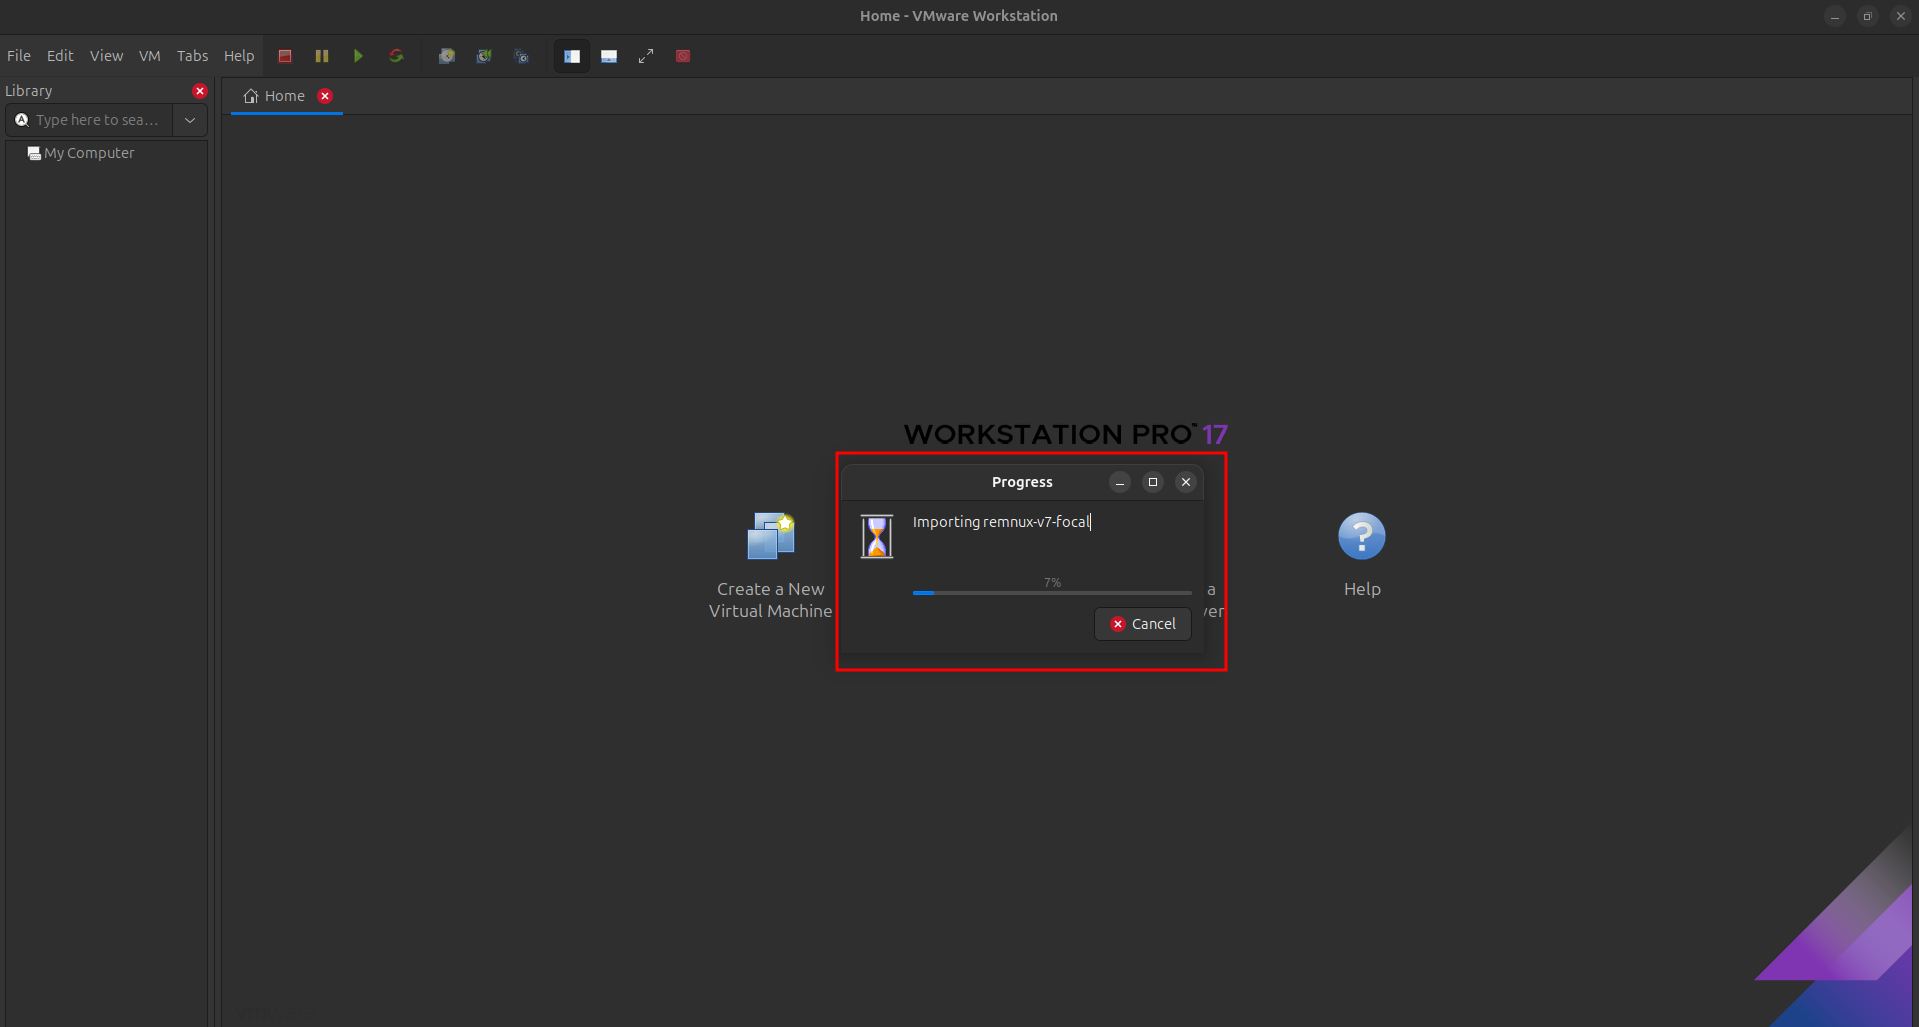 Home - VMware Workstation
File Edit View VM Tabs Help
Library
Home
Type here to sea...
My Computer
WORKSTATION PRO™ 17
Progress
Importing remnux-v7-focal
7%
Create a New
Virtual Machine
a
Help
Cancel